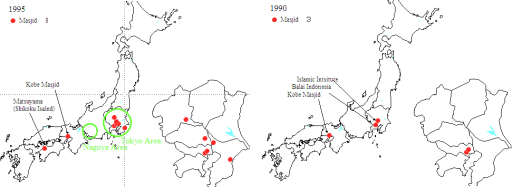 1995
Masjid 8
Kobe Masjid
Matsuyama
(Shikoku Isaled)
Tokyo Area
Nagoya Area
1990
Masjid 3
Islamic Institute
Balai Indonesia
Kobe Masjid